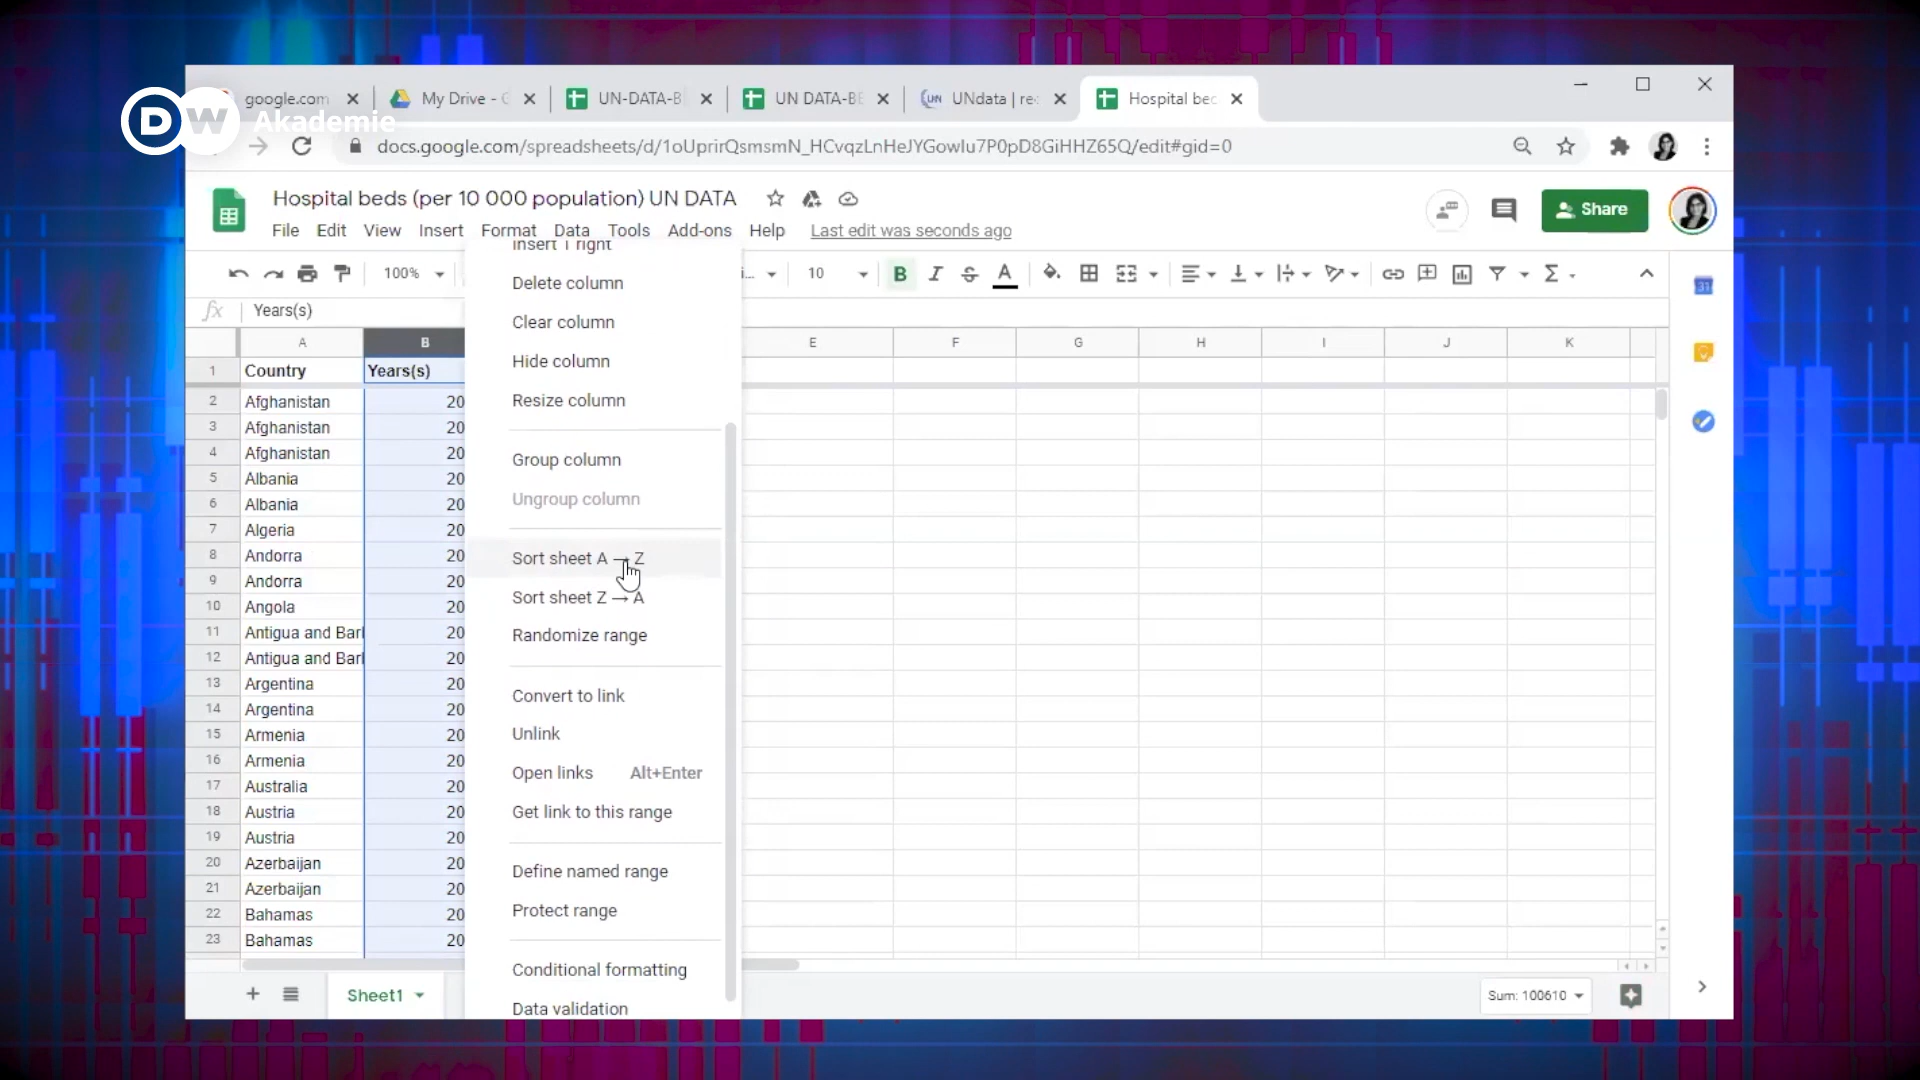 DW Akademie
google.com
My Drive - G
UN-DATA-B
UN DATA-BE
UNdata | re
Hospital bec
docs.google.com/spreadsheets/d/1oUprirQsmsmN_HCvqzLnHeJYGowIu7P0pD8GiHHZ65Q/edit#gid=0
Hospital beds (per 10 000 population) UN DATA
Share
File Edit View Insert Format Data Tools Add-ons Help Last edit was seconds ago
100% 10 B I S A
fx Years(s)
A B E F G H I J K
1 Country Years(s)
2 Afghanistan 20
3 Afghanistan 20
4 Afghanistan 20
5 Albania 20
6 Albania 20
7 Algeria 20
8 Andorra 20
9 Andorra 20
10 Angola 20
11 Antigua and Bar 20
12 Antigua and Bar 20
13 Argentina 20
14 Argentina 20
15 Armenia 20
16 Armenia 20
17 Australia 20
18 Austria 20
19 Austria 20
20 Azerbaijan 20
21 Azerbaijan 20
22 Bahamas 20
23 Bahamas 20
Insert 1 right
Delete column
Clear column
Hide column
Resize column
Group column
Ungroup column
Sort sheet A → Z
Sort sheet Z → A
Randomize range
Convert to link
Unlink
Open links Alt+Enter
Get link to this range
Define named range
Protect range
Conditional formatting
Data validation
Sheet1
Sum: 100610
31